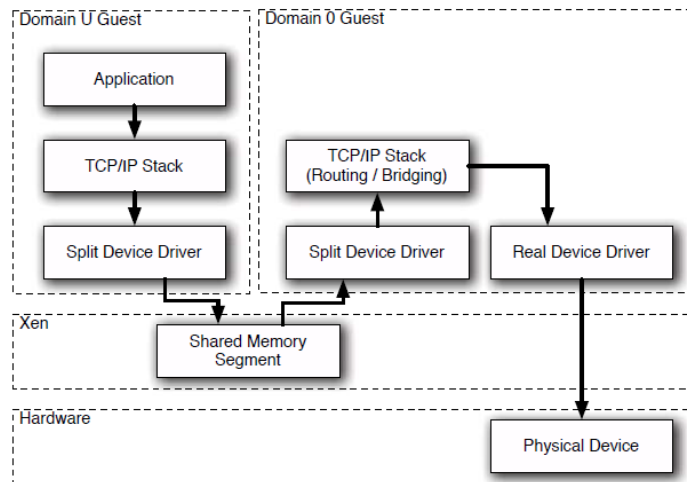 Domain U Guest
Domain 0 Guest
Application
TCP/IP Stack
TCP/IP Stack
(Routing / Bridging)
Split Device Driver
Split Device Driver
Real Device Driver
Xen
Shared Memory
Segment
Hardware
Physical Device